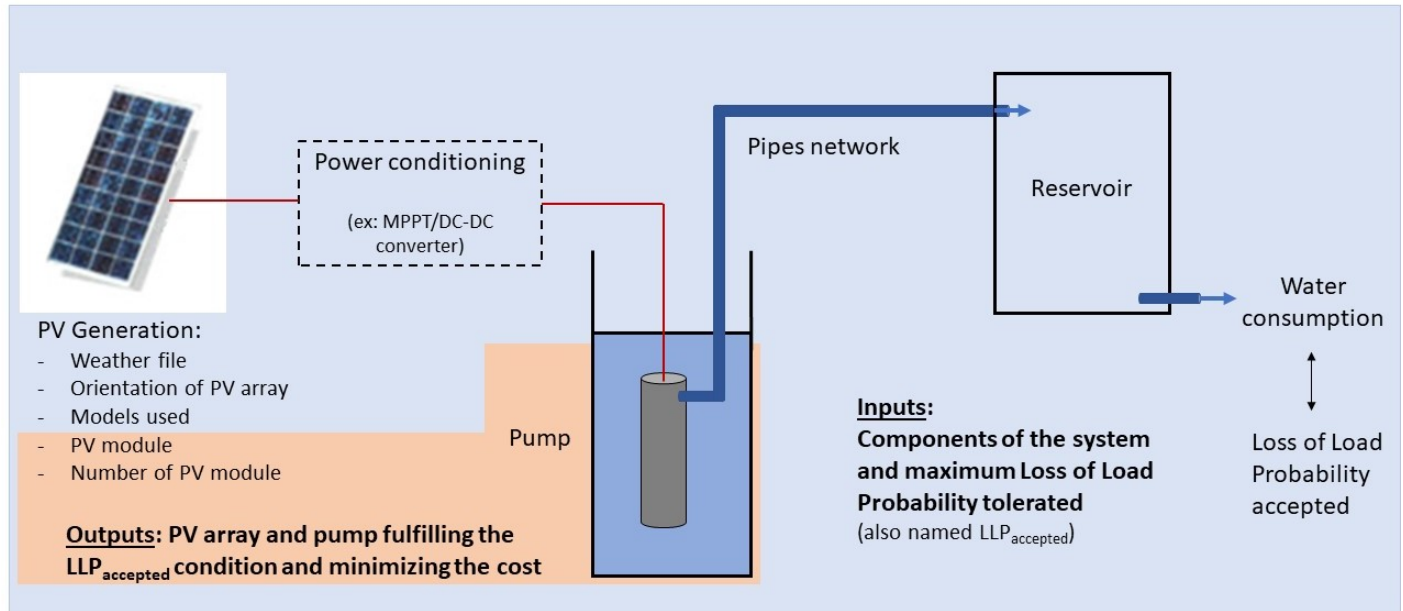 Power conditioning
(ex: MPPT/DC-DC
converter)
Pipes network
Reservoir
Water
consumption
PV Generation:
- Weather file
- Orientation of PV array
- Models used
- PV module
- Number of PV module
Pump
Outputs: PV array and pump fulfilling the
LLPaccepted condition and minimizing the cost
Inputs:
Components of the system
and maximum Loss of Load
Probability tolerated
(also named LLPaccepted)
Loss of Load
Probability
accepted